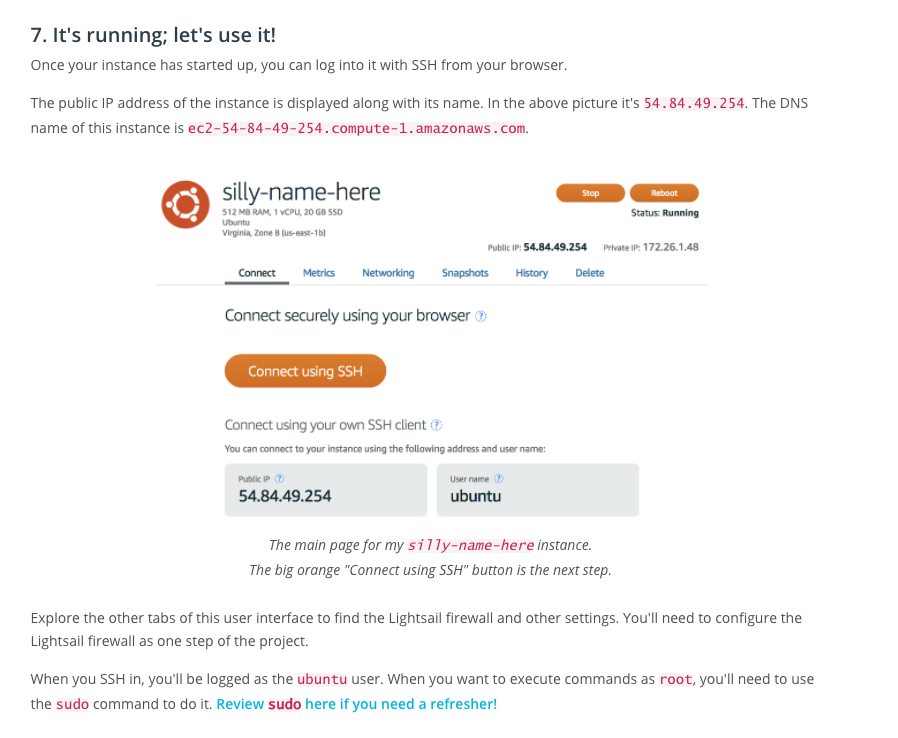 7. It's running; let's use it!
Once your instance has started up, you can log into it with SSH from your browser.
The public IP address of the instance is displayed along with its name. In the above picture it's 54.84.49.254. The DNS
name of this instance is ec2-54-84-49-254.compute-1.amazonaws.com.
silly-name-here
Stop Reboot
512 MB RAM, 1 vCPU, 20 GB SSD
Status: Running
Ubuntu
Virginia, Zone B (us-east-1b)
Public IP: 54.84.49.254 Private IP: 172.26.1.48
Connect Metrics Networking Snapshots History Delete
Connect securely using your browser ?
Connect using SSH
Connect using your own SSH client ?
You can connect to your instance using the following address and user name:
Public IP ? User name ?
54.84.49.254 ubuntu
The main page for my silly-name-here instance.
The big orange "Connect using SSH" button is the next step.
Explore the other tabs of this user interface to find the Lightsail firewall and other settings. You'll need to configure the
Lightsail firewall as one step of the project.
When you SSH in, you'll be logged as the ubuntu user. When you want to execute commands as root, you'll need to use
the sudo command to do it. Review sudo here if you need a refresher!